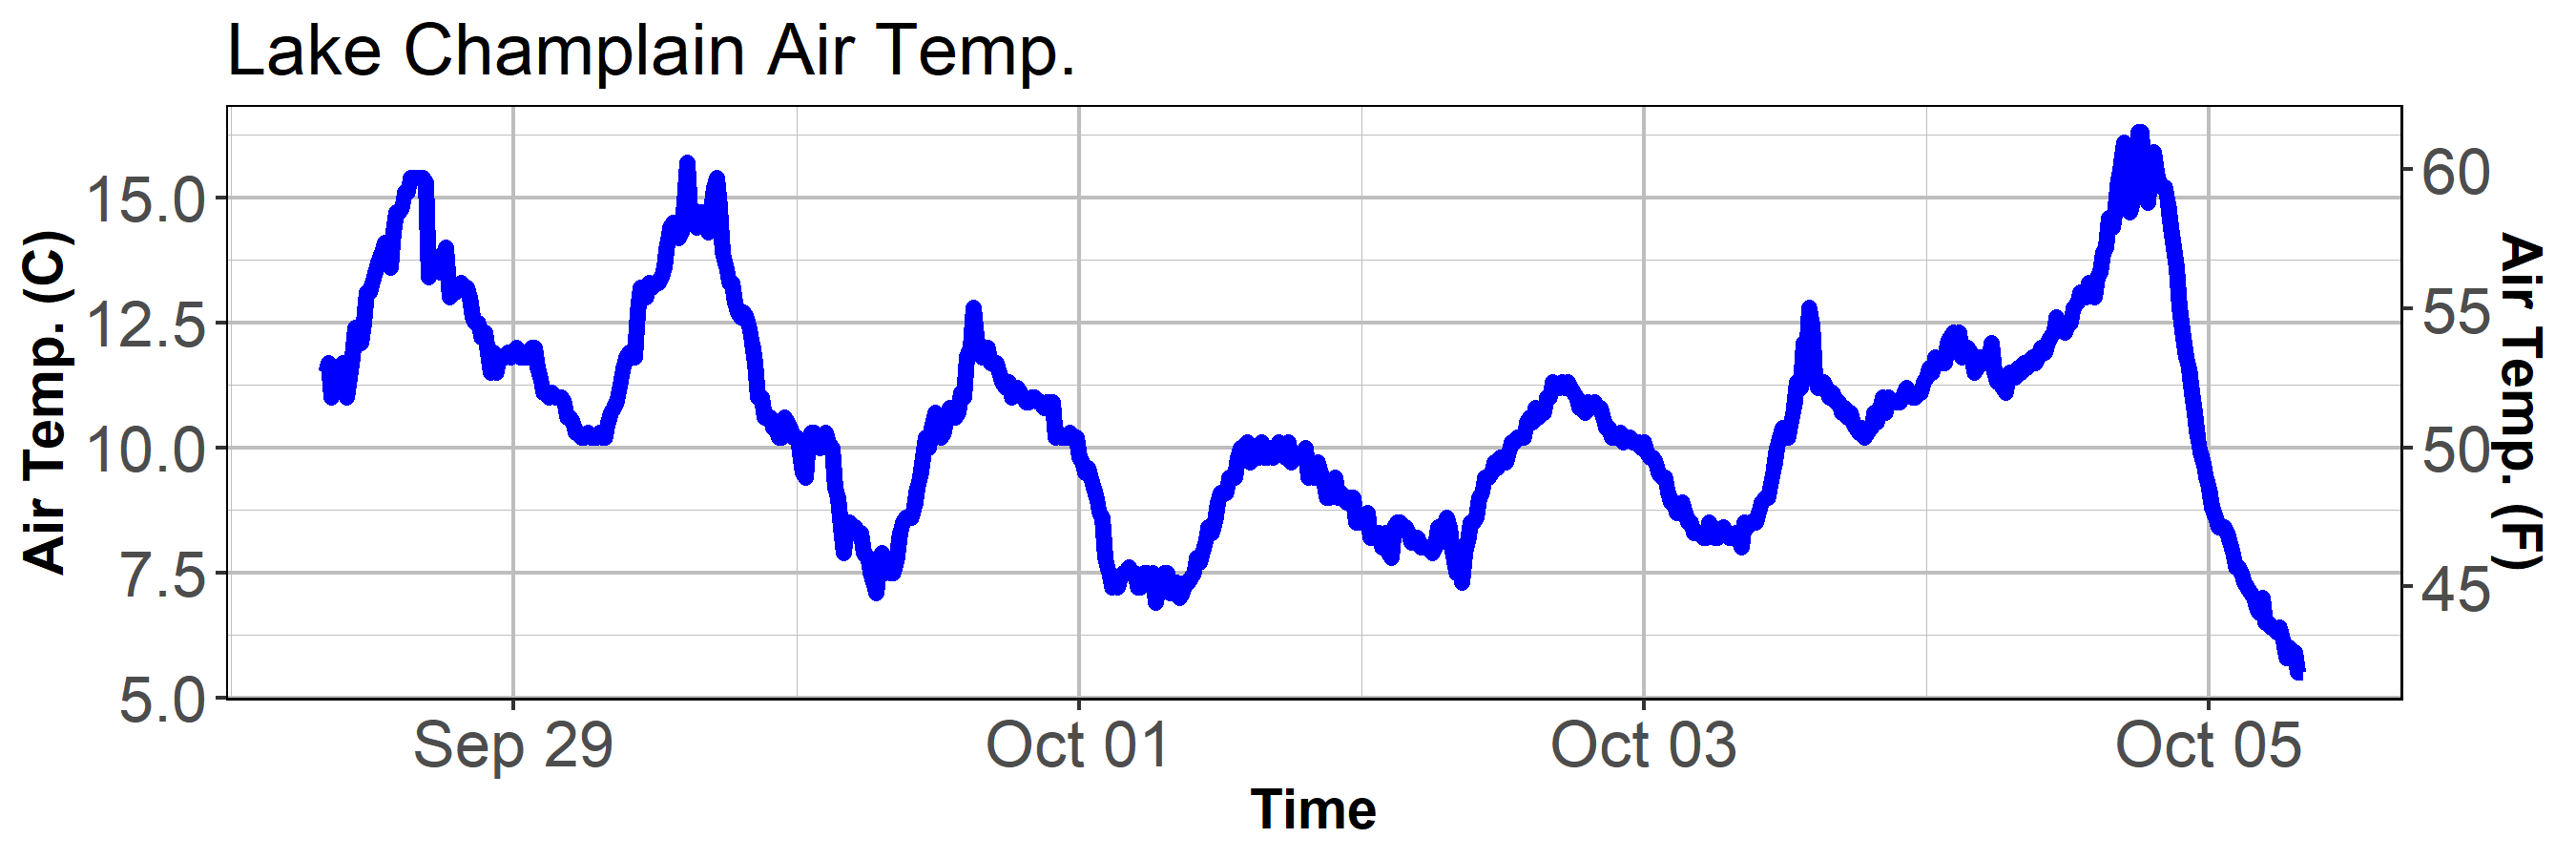 Lake Champlain Air Temp.
Air Temp. (C)
15.0
12.5
10.0
7.5
5.0
60
55
50
45
Air Temp. (F)
Sep 29
Oct 01
Oct 03
Oct 05
Time